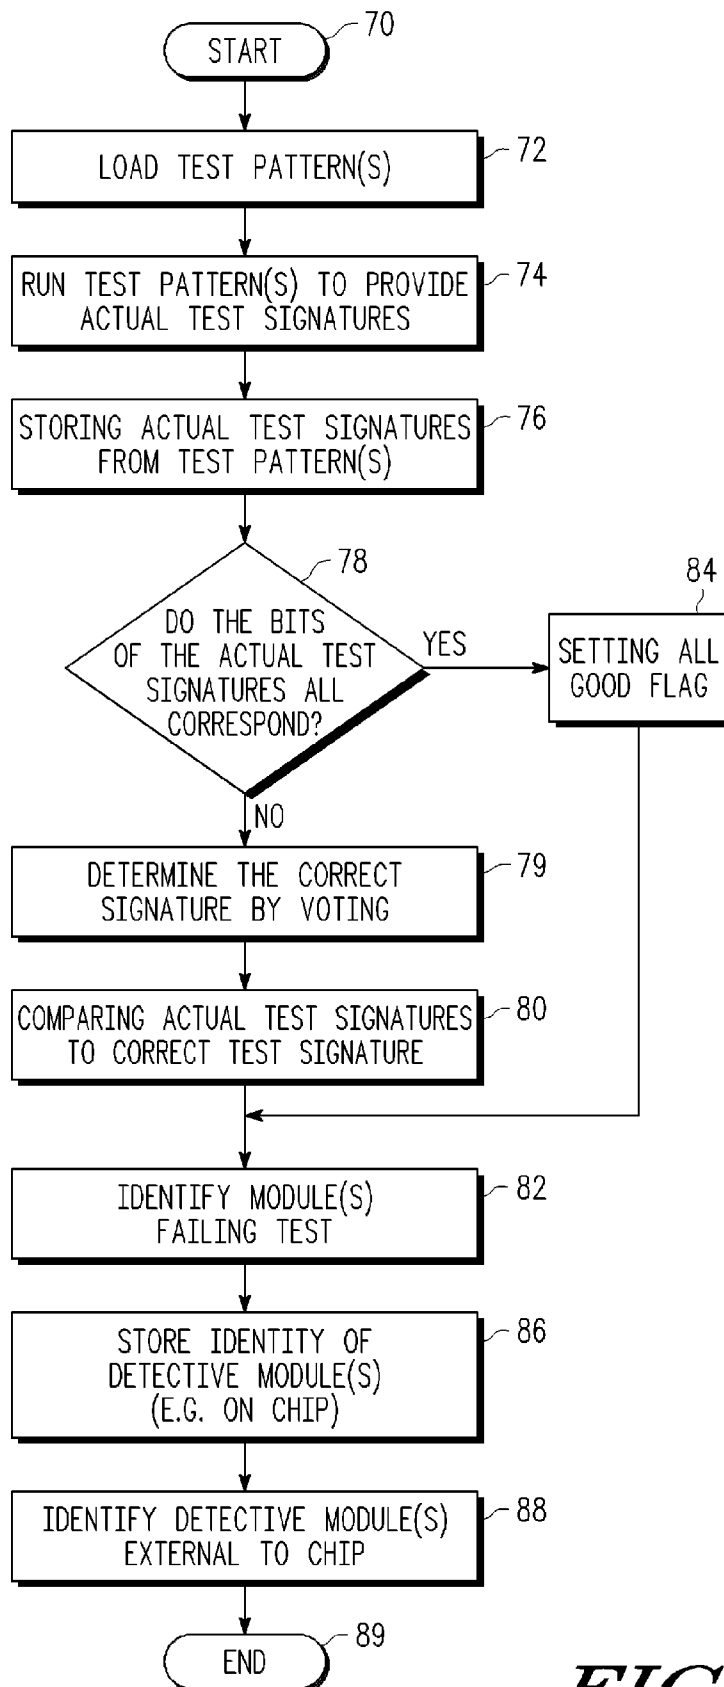 START
70
LOAD TEST PATTERN(S)
72
RUN TEST PATTERN(S) TO PROVIDE
ACTUAL TEST SIGNATURES
74
STORING ACTUAL TEST SIGNATURES
FROM TEST PATTERN(S)
76
DO THE BITS
OF THE ACTUAL TEST
SIGNATURES ALL
CORRESPOND?
78
YES
SETTING ALL
GOOD FLAG
84
NO
DETERMINE THE CORRECT
SIGNATURE BY VOTING
79
COMPARING ACTUAL TEST SIGNATURES
TO CORRECT TEST SIGNATURE
80
IDENTIFY MODULE(S)
FAILING TEST
82
STORE IDENTITY OF
DETECTIVE MODULE(S)
(E.G. ON CHIP)
86
IDENTIFY DETECTIVE MODULE(S)
EXTERNAL TO CHIP
88
END
89